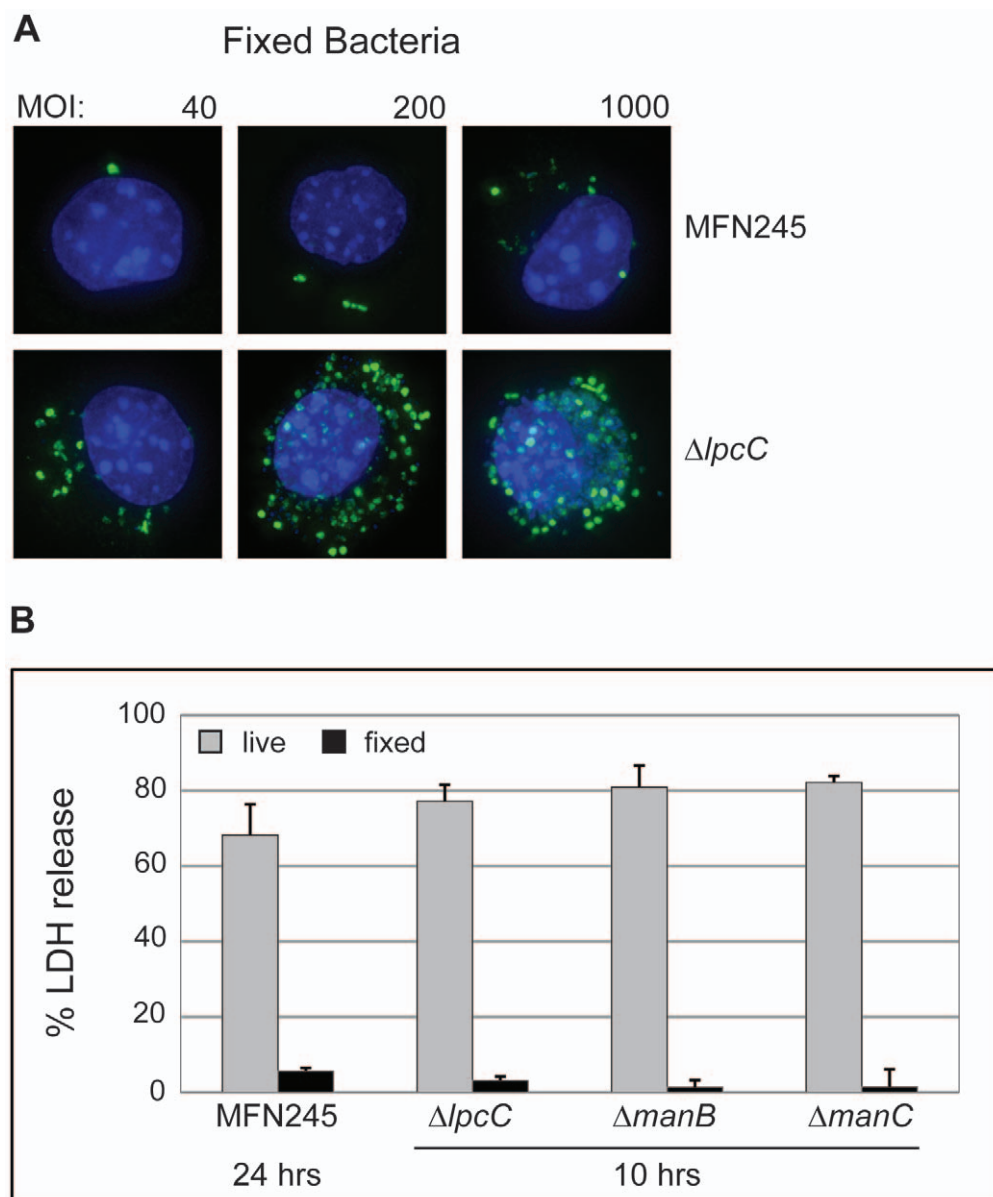 A
Fixed Bacteria
MOI: 40 200 1000
MFN245
ΔlpcC
B
100
80
60
40
20
0
% LDH release
live fixed
MFN245 ΔlpcC ΔmanB ΔmanC
24 hrs 10 hrs